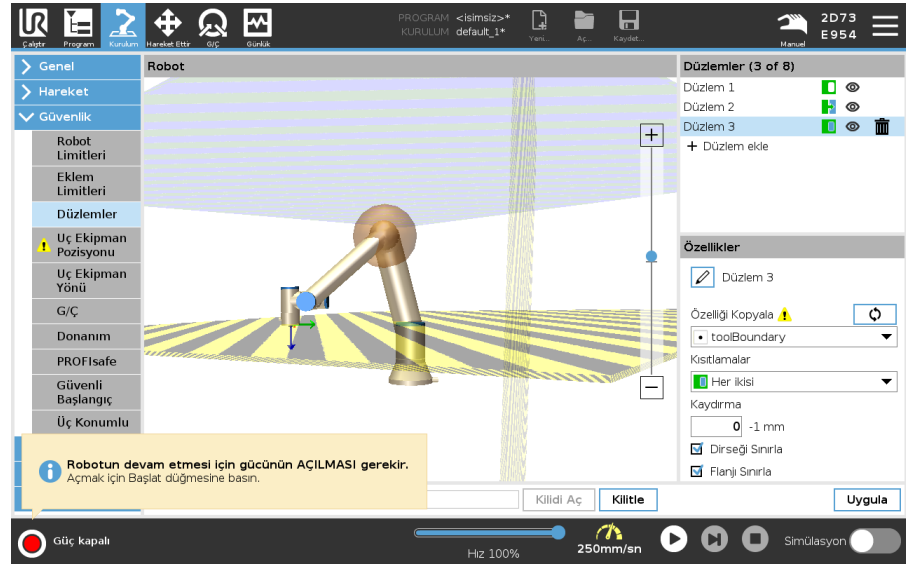 PROGRAM <isimsiz>*
KURULUM default_1*
Çalıştır
Program
Kurulum
Hareket Ettir
G/Ç
Günlük
Yeni...
Aç...
Kaydet...
Manuel
2D73
E954
Genel
Hareket
Güvenlik
Robot
Limitleri
Eklem
Limitleri
Düzlemler
Uç Ekipman
Pozisyonu
Uç Ekipman
Yönü
G/Ç
Donanım
PROFIsafe
Güvenli
Başlangıç
Üç Konumlu
Robot
Düzlemler (3 of 8)
Düzlem 1
Düzlem 2
Düzlem 3
Düzlem ekle
Özellikler
Düzlem 3
Özelliği Kopyala
toolBoundary
Kısıtlamalar
Her ikisi
Kaydırma
0 -1 mm
Dirseği Sınırla
Flanjı Sınırla
Robotun devam etmesi için gücünün AÇILMASI gerekir.
Açmak için Başlat düğmesine basın.
Kilidi Aç
Kilitle
Uygula
Güç kapalı
Hız 100%
250mm/sn
Simülasyon